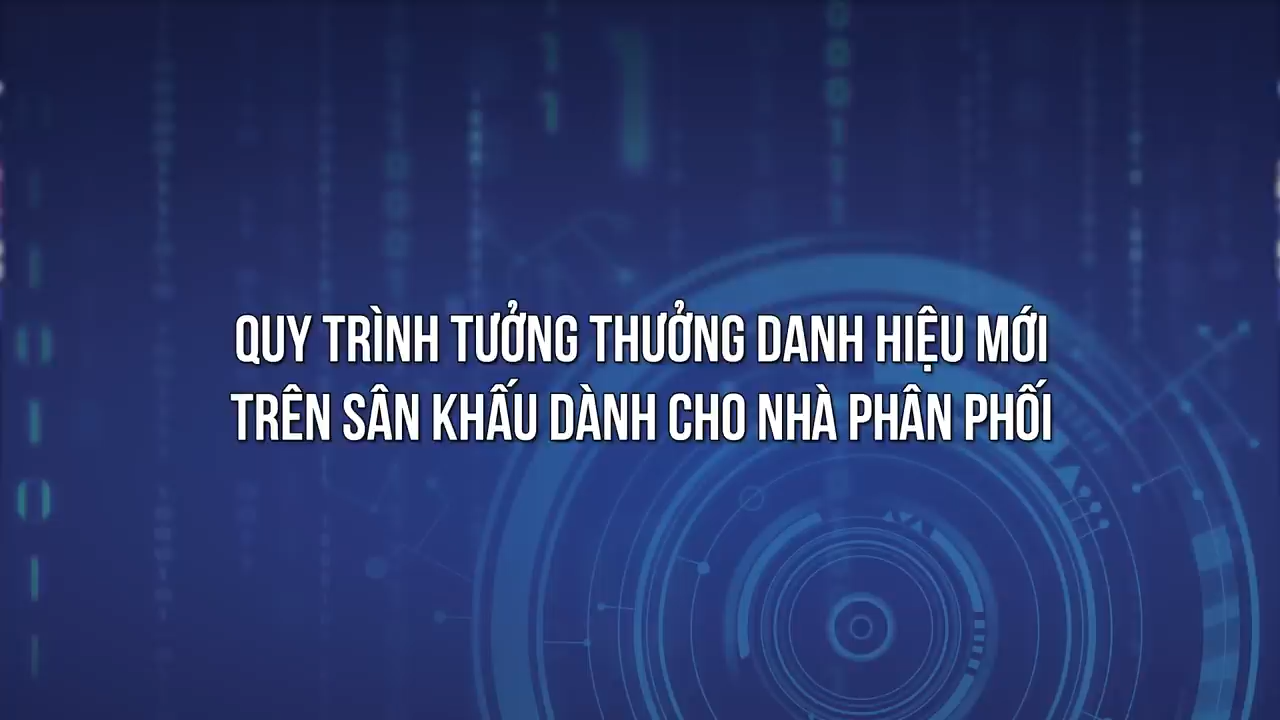 QUY TRÌNH TƯỞNG THƯỞNG DANH HIỆU MỚI
TRÊN SÂN KHẤU DÀNH CHO NHÀ PHÂN PHỐI